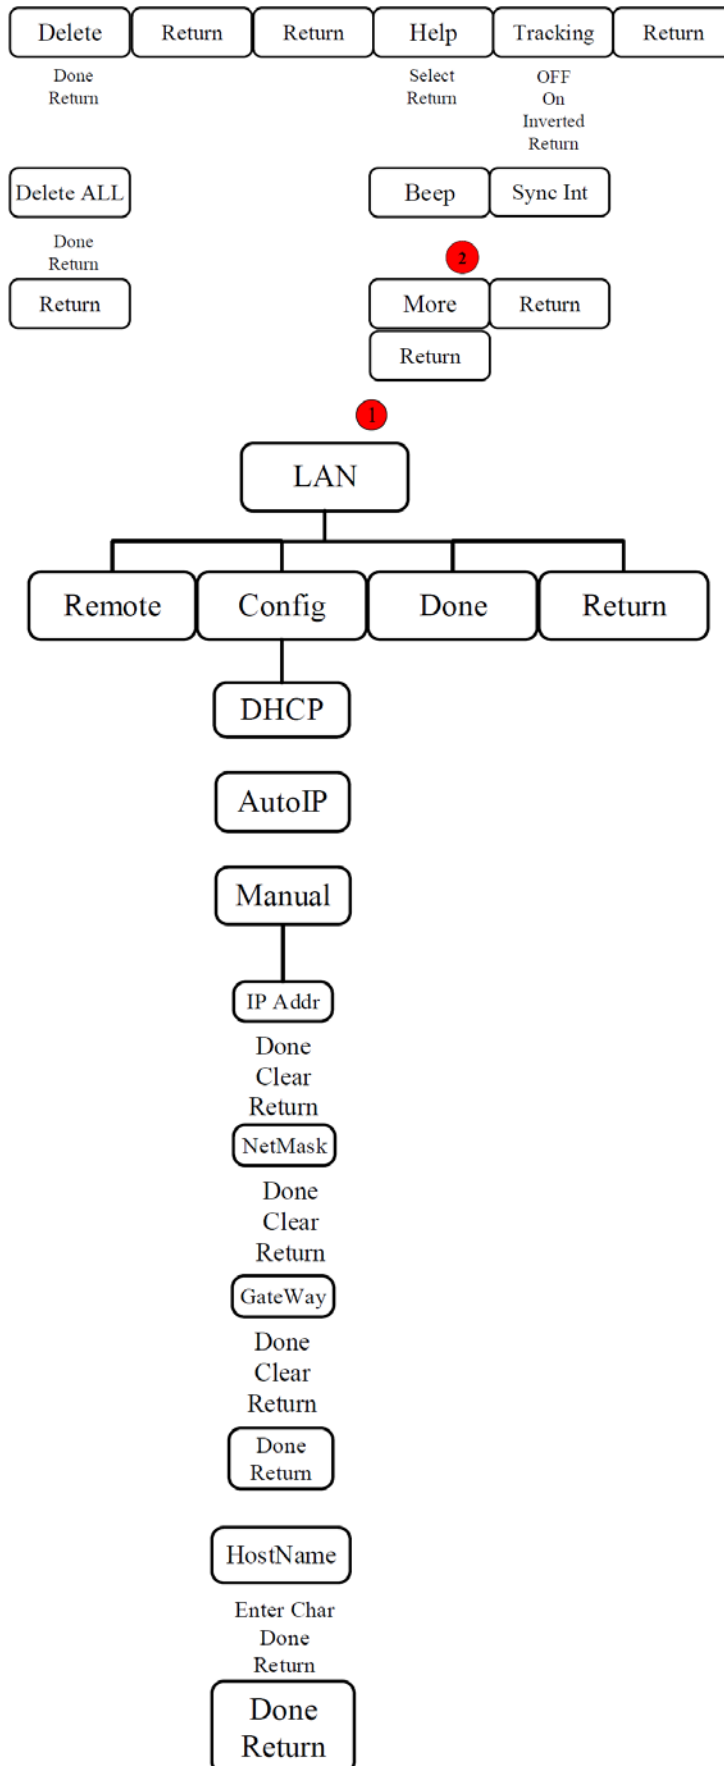 Delete Return Return Help Tracking Return
Done Select OFF
Return Return On
Inverted
Return
Delete ALL Beep Sync Int
Done
Return
2
Return More Return
Return
1
LAN
Remote Config Done Return
DHCP
AutoIP
Manual
IP Addr
Done
Clear
Return
NetMask
Done
Clear
Return
GateWay
Done
Clear
Return
Done
Return
HostName
Enter Char
Done
Return
Done
Return